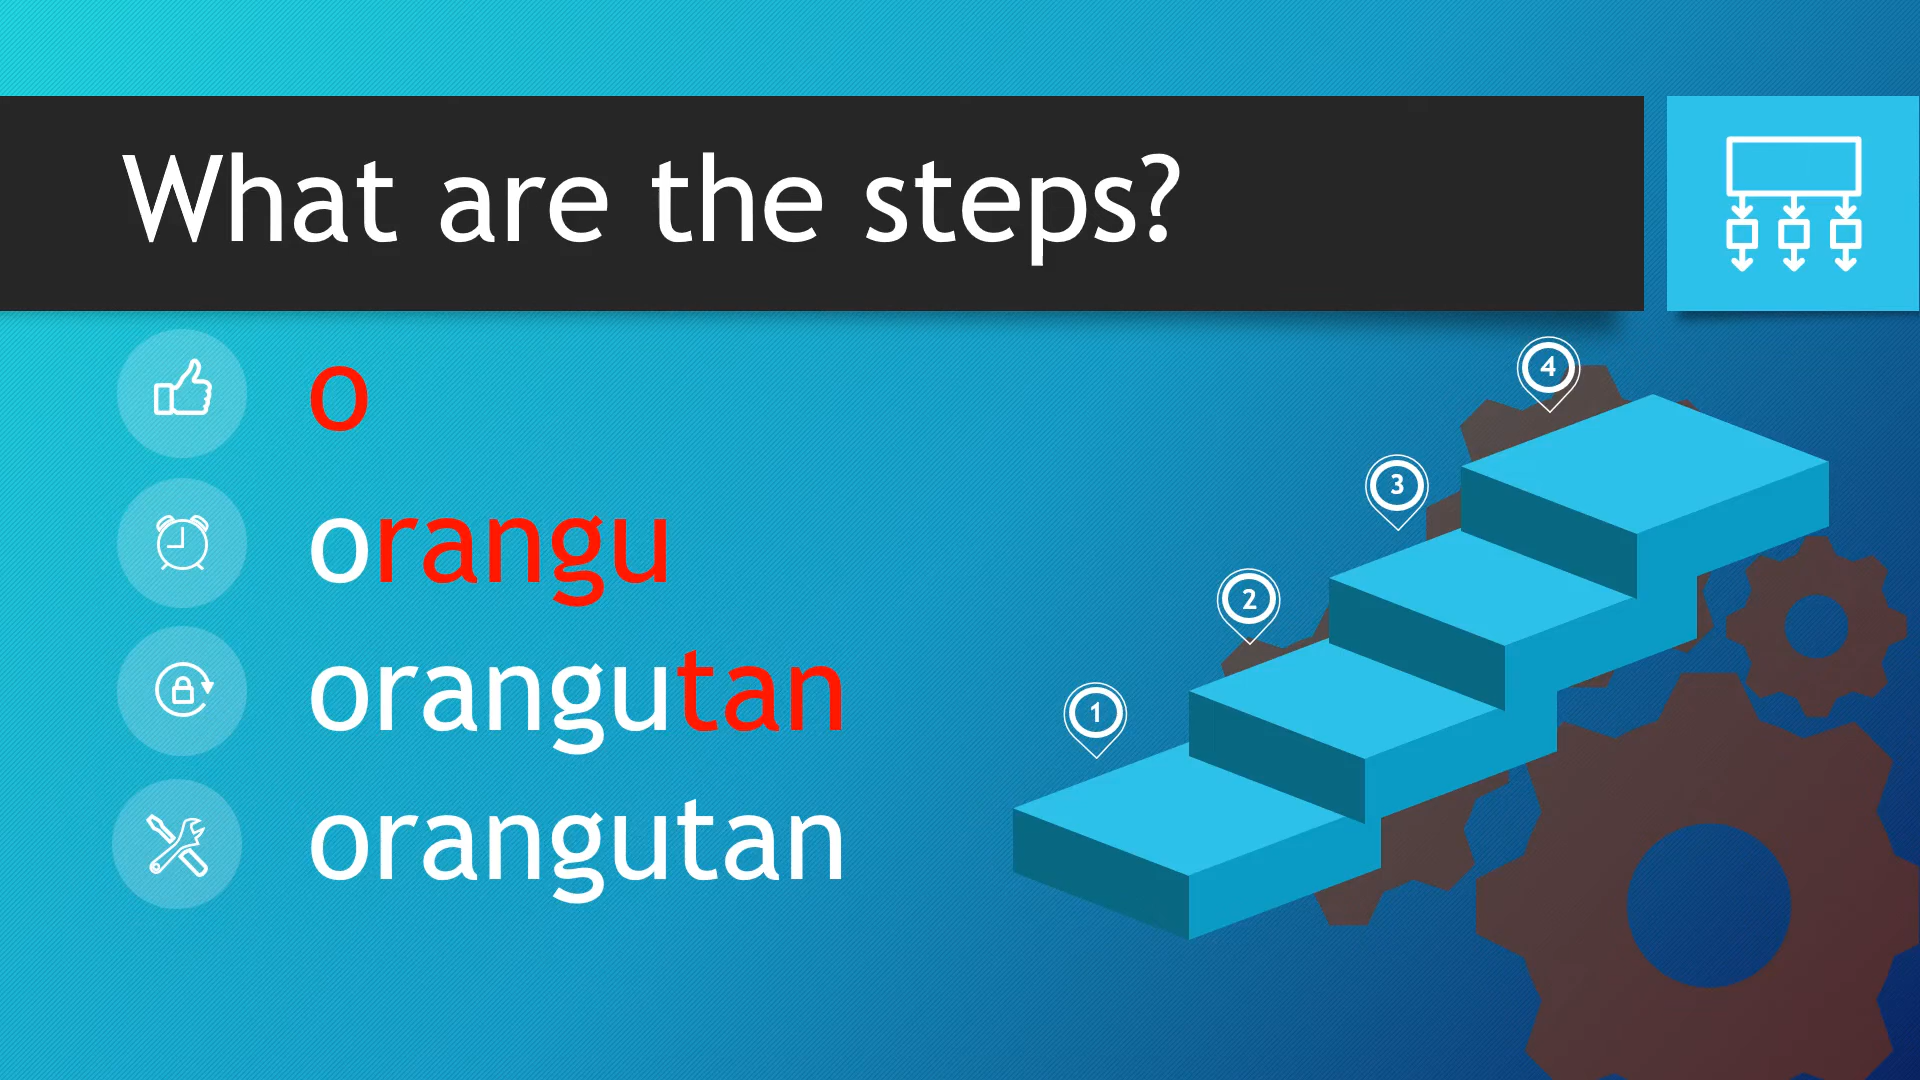 What are the steps?
o
orangu
orangutan
orangutan
4
3
2
1